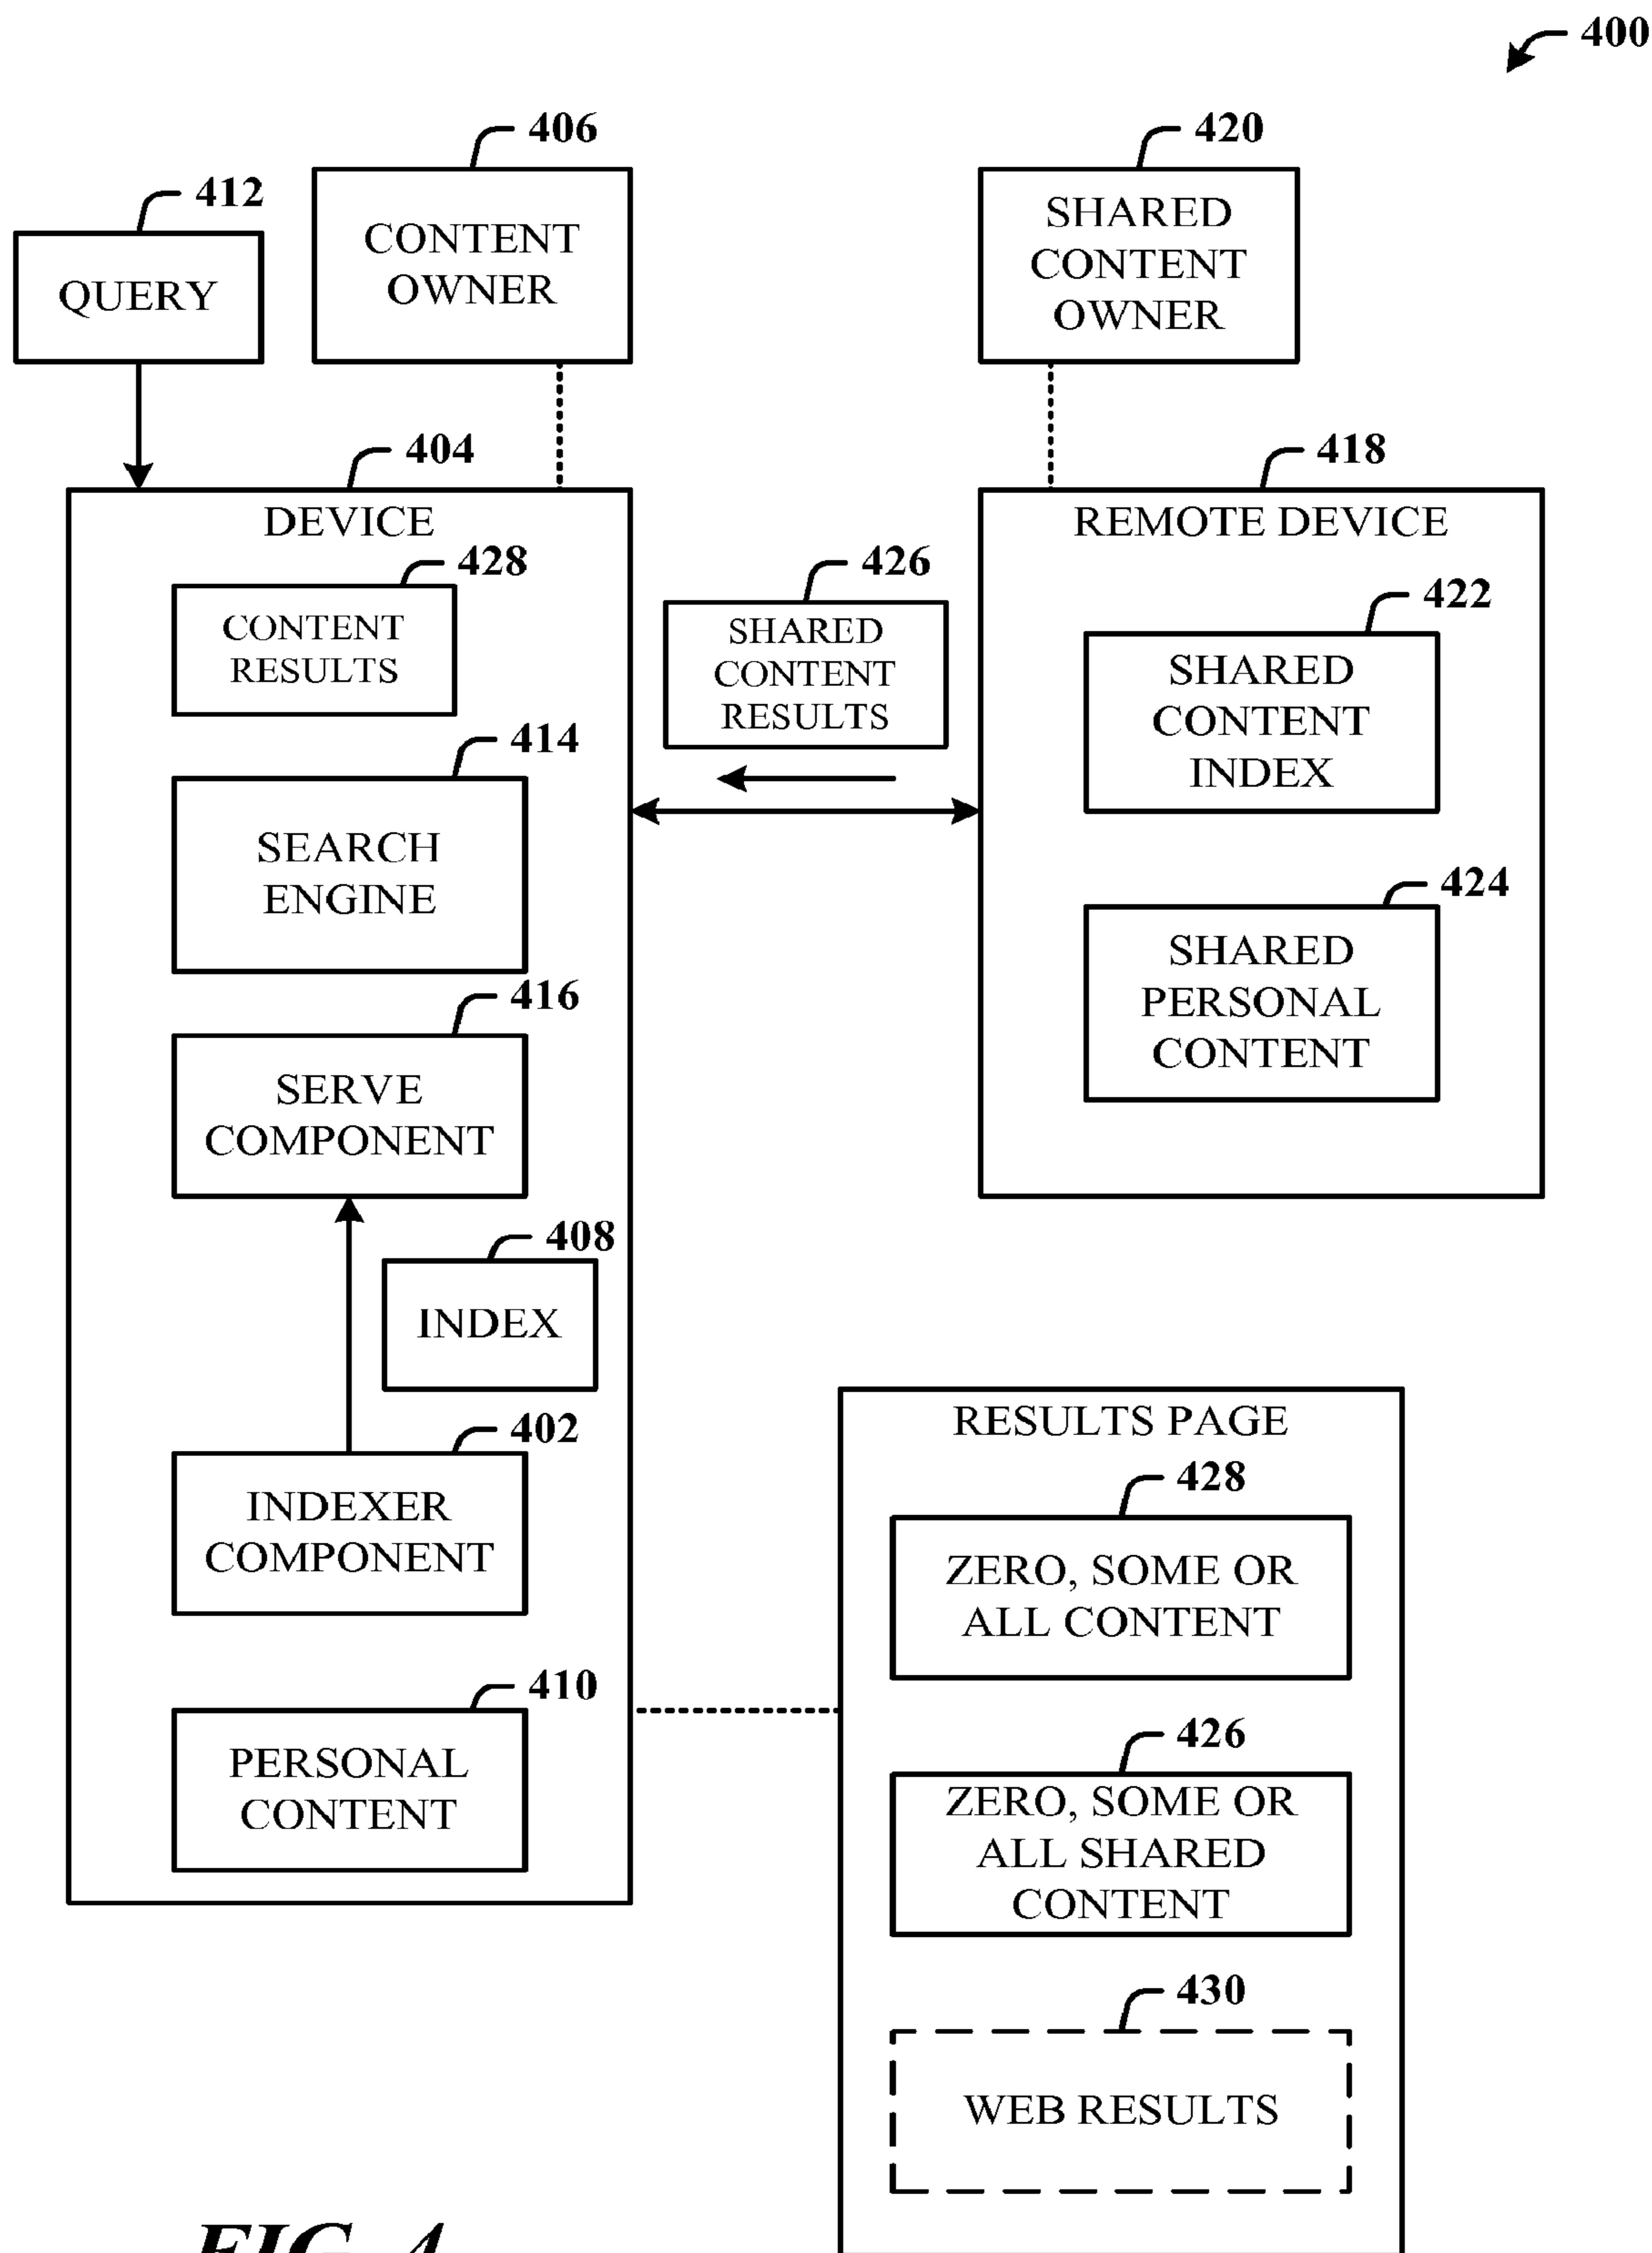 400
406
420
412
CONTENT
OWNER
SHARED
CONTENT
OWNER
QUERY
404
418
DEVICE
REMOTE DEVICE
428
CONTENT
RESULTS
426
SHARED
CONTENT
RESULTS
422
SHARED
CONTENT
INDEX
414
SEARCH
ENGINE
424
SHARED
PERSONAL
CONTENT
416
SERVE
COMPONENT
408
INDEX
402
INDEXER
COMPONENT
410
PERSONAL
CONTENT
RESULTS PAGE
428
ZERO, SOME OR
ALL CONTENT
426
ZERO, SOME OR
ALL SHARED
CONTENT
430
WEB RESULTS
FIG. 4